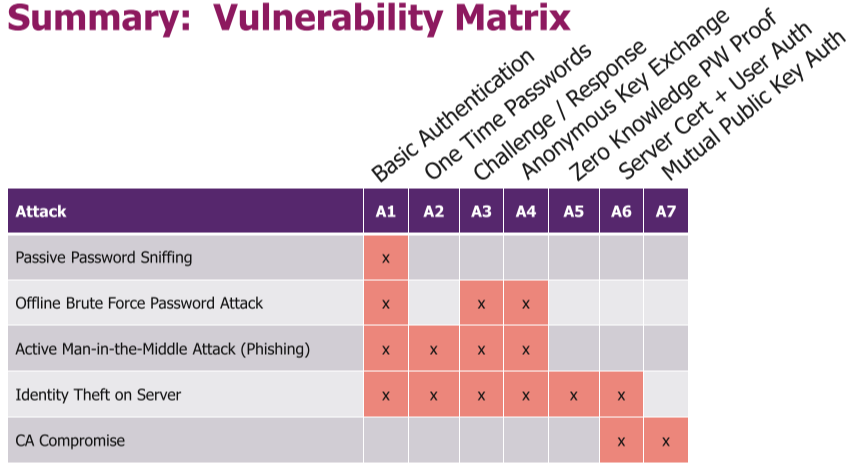 Summary: Vulnerability Matrix
Basic Authentication
One Time Passwords
Challenge / Response
Anonymous Key Exchange
Zero Knowledge PW Proof
Server Cert + User Auth
Mutual Public Key Auth
Attack A1 A2 A3 A4 A5 A6 A7
Passive Password Sniffing x
Offline Brute Force Password Attack x x x
Active Man-in-the-Middle Attack (Phishing) x x x x
Identity Theft on Server x x x x x x
CA Compromise x x